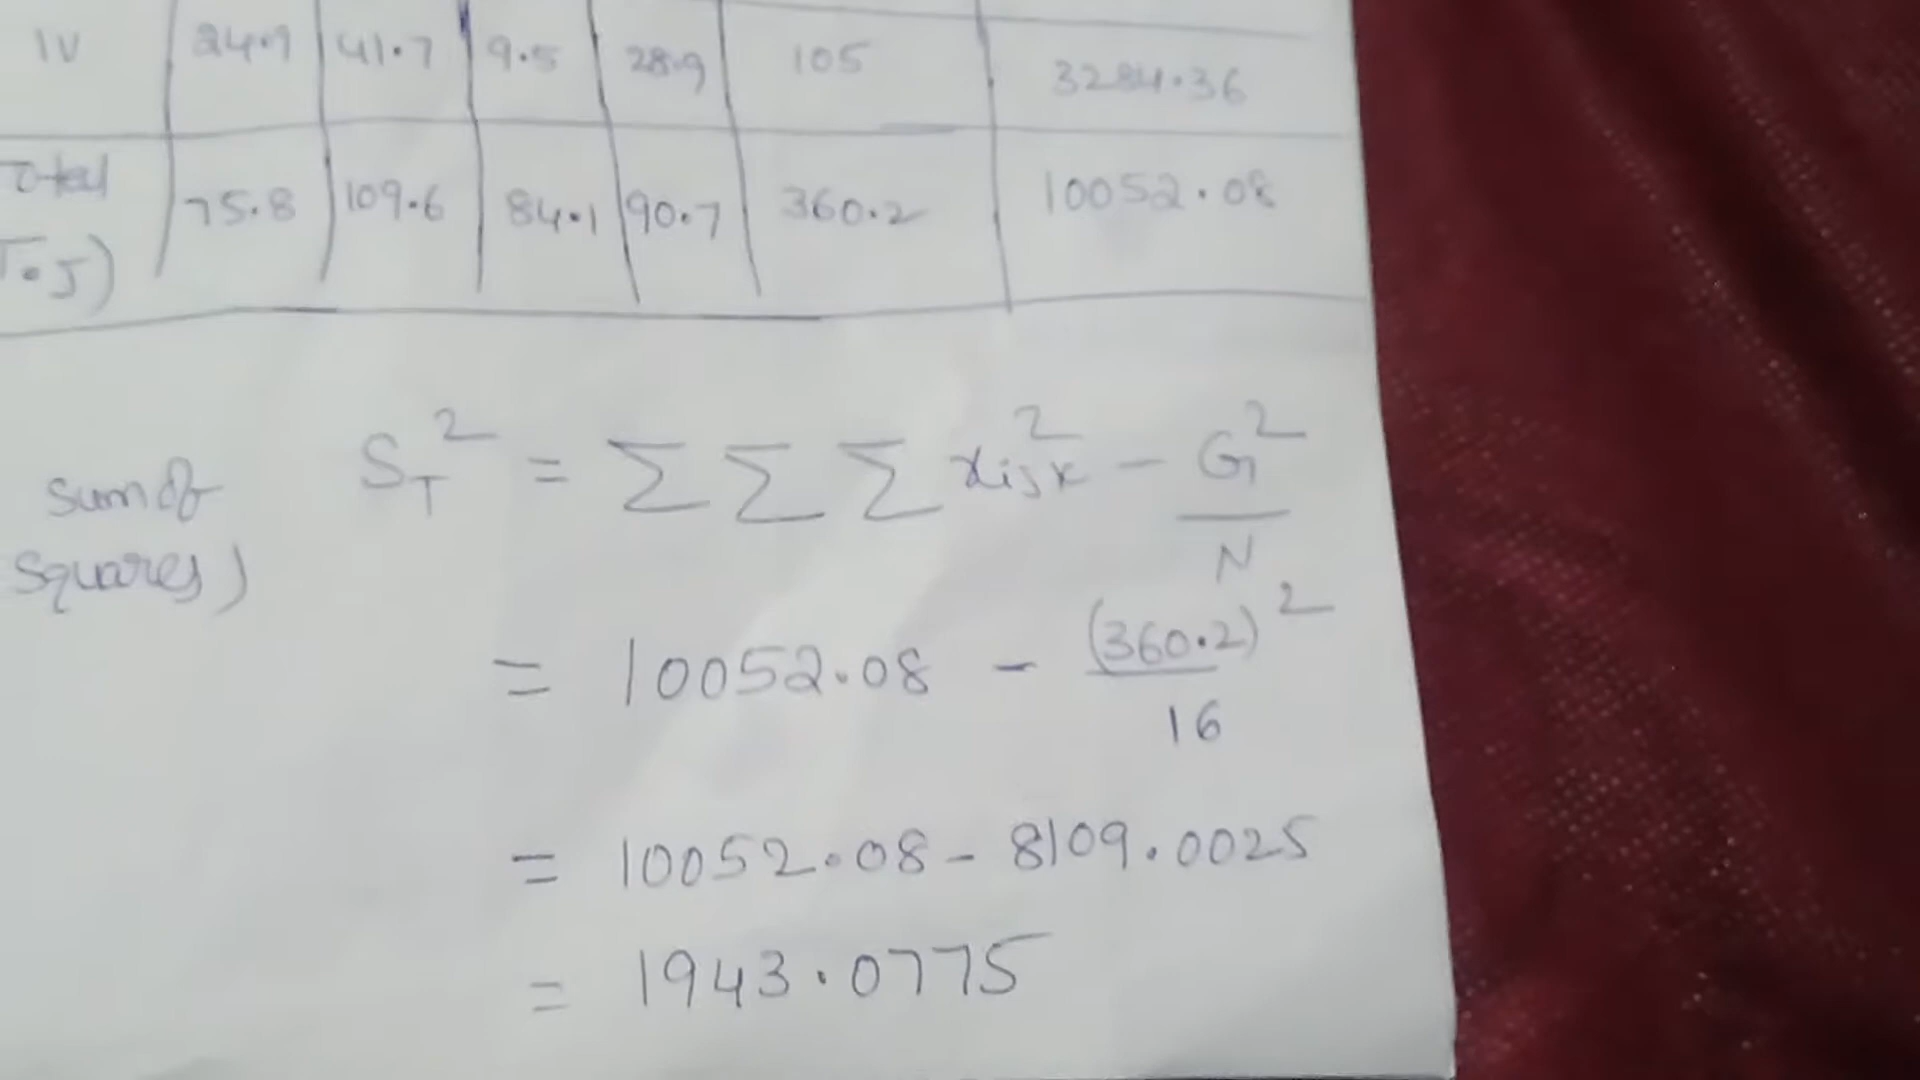 IV 24.9 41.7 9.5 28.9 105 3284.36
Total 75.8 109.6 84.1 90.7 360.2 10052.08
T.j)
Sum of Squares) S_T^2 = Σ Σ Σ x_ijk^2 - G^2/N
= 10052.08 - (360.2)^2/16
= 10052.08 - 8109.0025
= 1943.0775